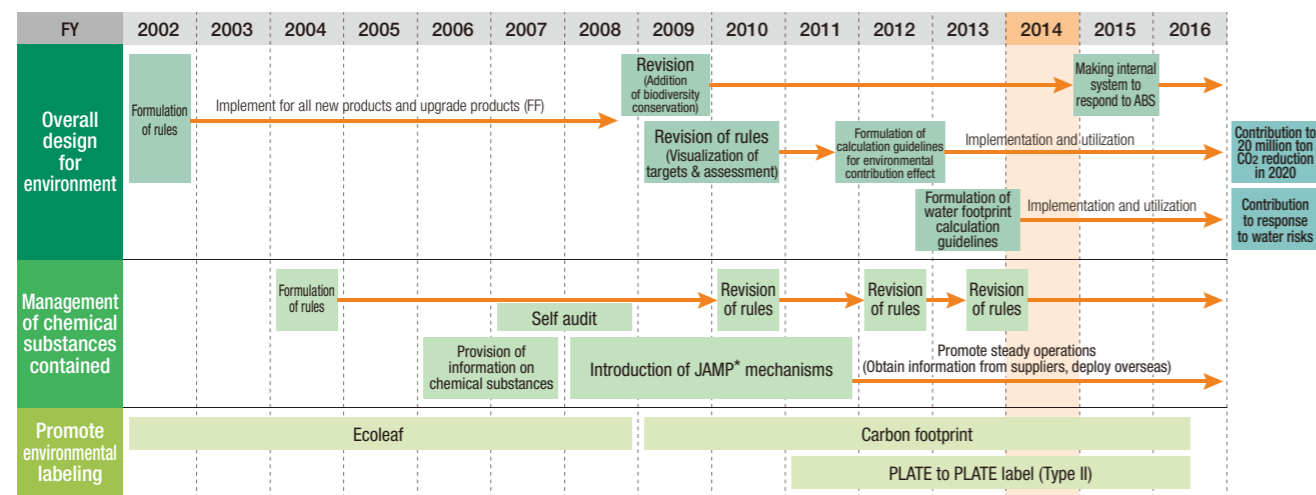 FY 2002 2003 2004 2005 2006 2007 2008 2009 2010 2011 2012 2013 2014 2015 2016
Overall
design
for
environment
Formulation
of rules
Implement for all new products and upgrade products (FF)
Revision
(Addition
of biodiversity
conservation)
Making internal
system to
respond to ABS
Revision of rules
(Visualization of
targets & assessment)
Formulation of
calculation guidelines
for environmental
contribution effect
Implementation and utilization
Contribution to
20 million ton
CO2 reduction
in 2020
Formulation of
water footprint
calculation
guidelines
Implementation and utilization
Contribution
to response
to water risks
Management
of chemical
substances
contained
Formulation
of rules
Revision
of rules
Revision
of rules
Revision
of rules
Self audit
Provision of
information on
chemical substances
Introduction of JAMP* mechanisms
Promote steady operations
(Obtain information from suppliers, deploy overseas)
Promote
environmental
labeling
Ecoleaf
Carbon footprint
PLATE to PLATE label (Type II)